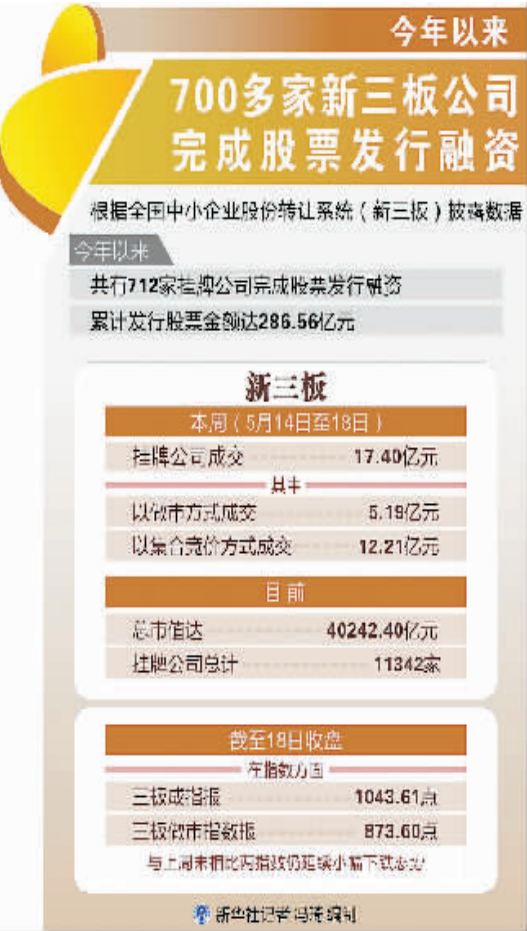 今年以来
700多家新三板公司
完成股票发行融资
根据全国中小企业股份转让系统（新三板）披露数据
今年以来
共有712家挂牌公司完成股票发行融资
累计发行股票金额达286.56亿元
新三板
本周（5月14日至18日）
挂牌公司成交 17.40亿元
其中
以做市方式成交 5.19亿元
以集合竞价方式成交 12.21亿元
目前
总市值达 40242.40亿元
挂牌公司总计 11342家
截至18日收盘
在指数方面
三板成指报 1043.61点
三板做市指数报 873.60点
与上周末相比两指数仍延续小幅下跌态势
新华社记者 冯琦 编制